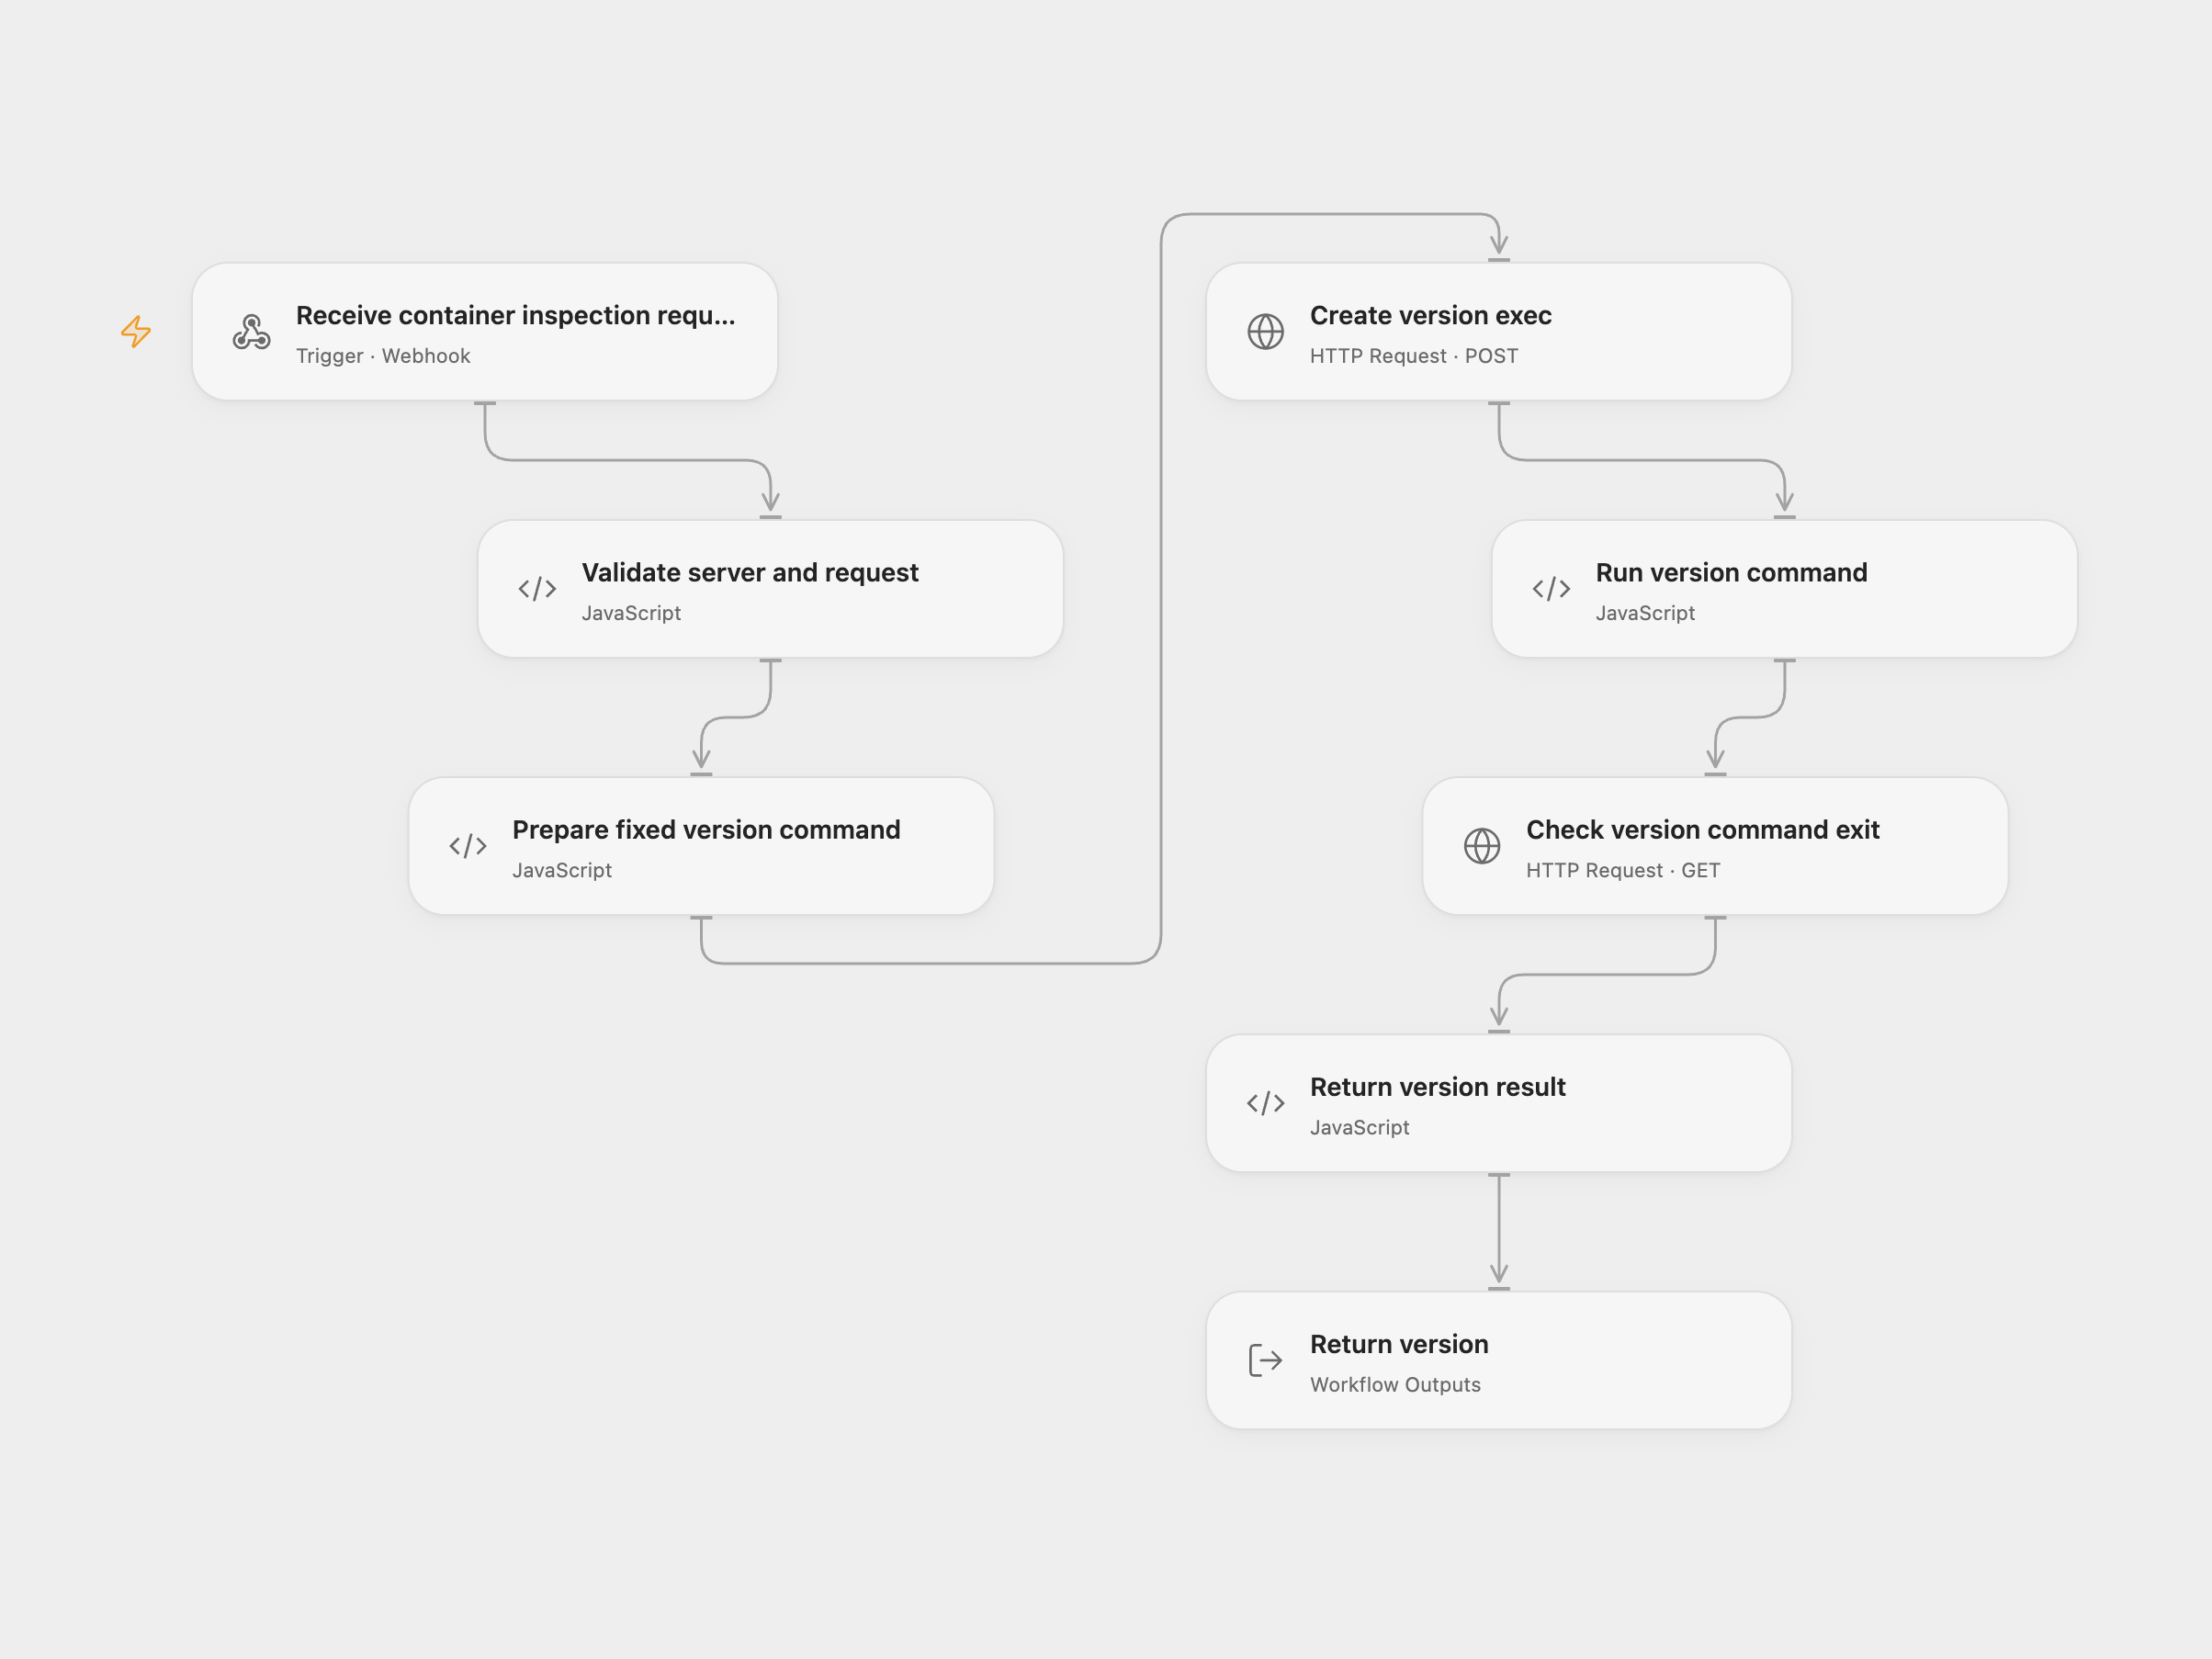 Receive container inspection requ...
Trigger · Webhook
Validate server and request
JavaScript
Prepare fixed version command
JavaScript
Create version exec
HTTP Request · POST
Run version command
JavaScript
Check version command exit
HTTP Request · GET
Return version result
JavaScript
Return version
Workflow Outputs